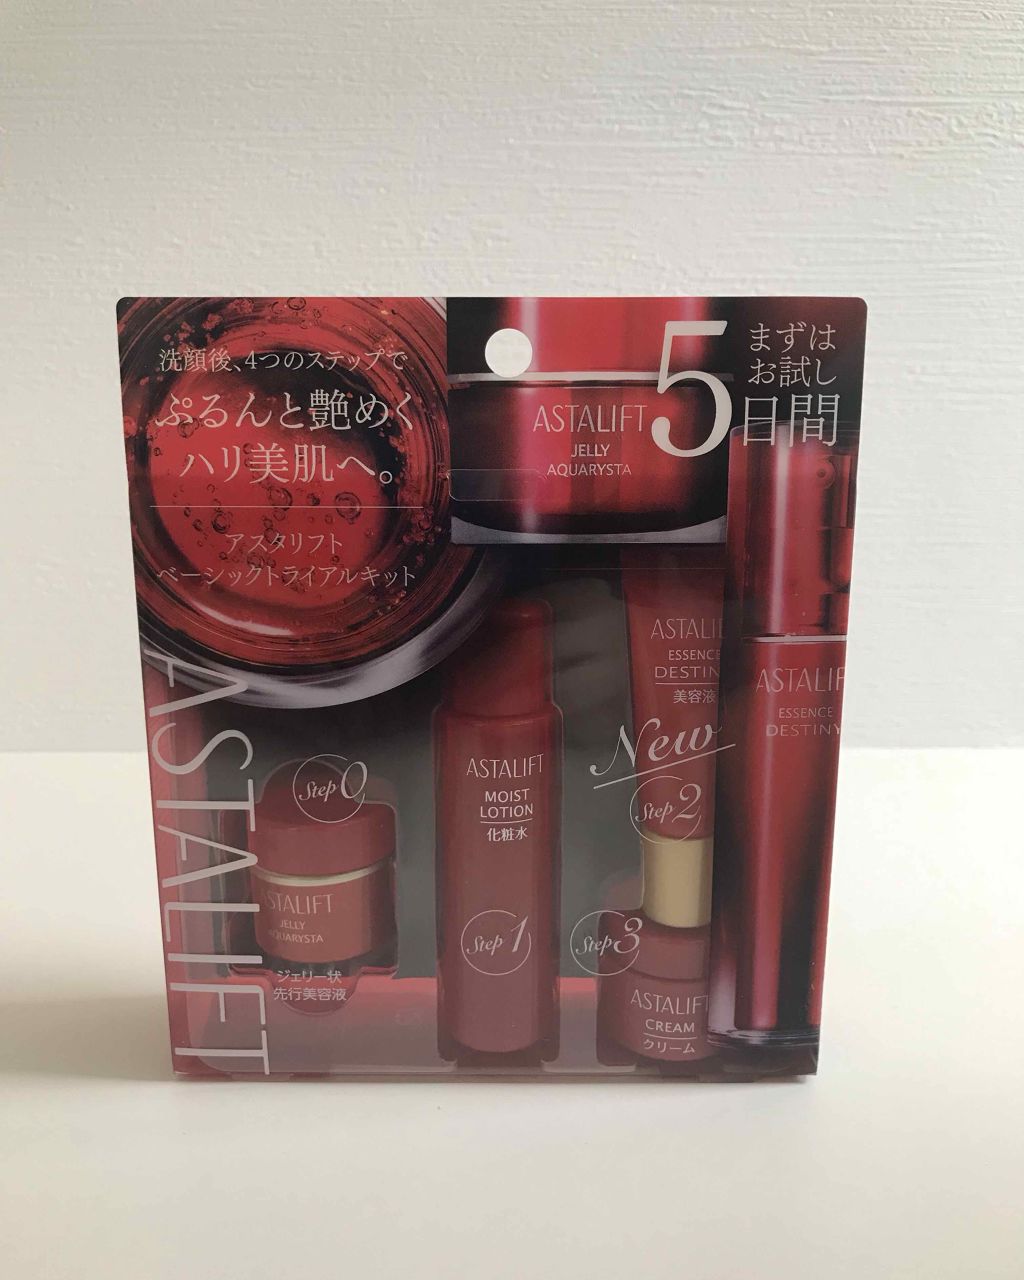 洗顔後、4つのステップで
ぷるんと艶めく
ハリ美肌へ。
アスタリフト
ベーシックトライアルキット
まずは
お試し
5日間
ASTALIFT
JELLY
AQUARYSTA
ASTALIFT
Step 0
ASTALIFT
JELLY
AQUARYSTA
ジェリー状
先行美容液
ASTALIFT
MOIST
LOTION
化粧水
Step 1
ASTALIF
ESSENCE
DESTIN
美容液
New
Step 2
Step 3
ASTALIFT
CREAM
クリーム
ASTALIF
ESSENCE
DESTINY